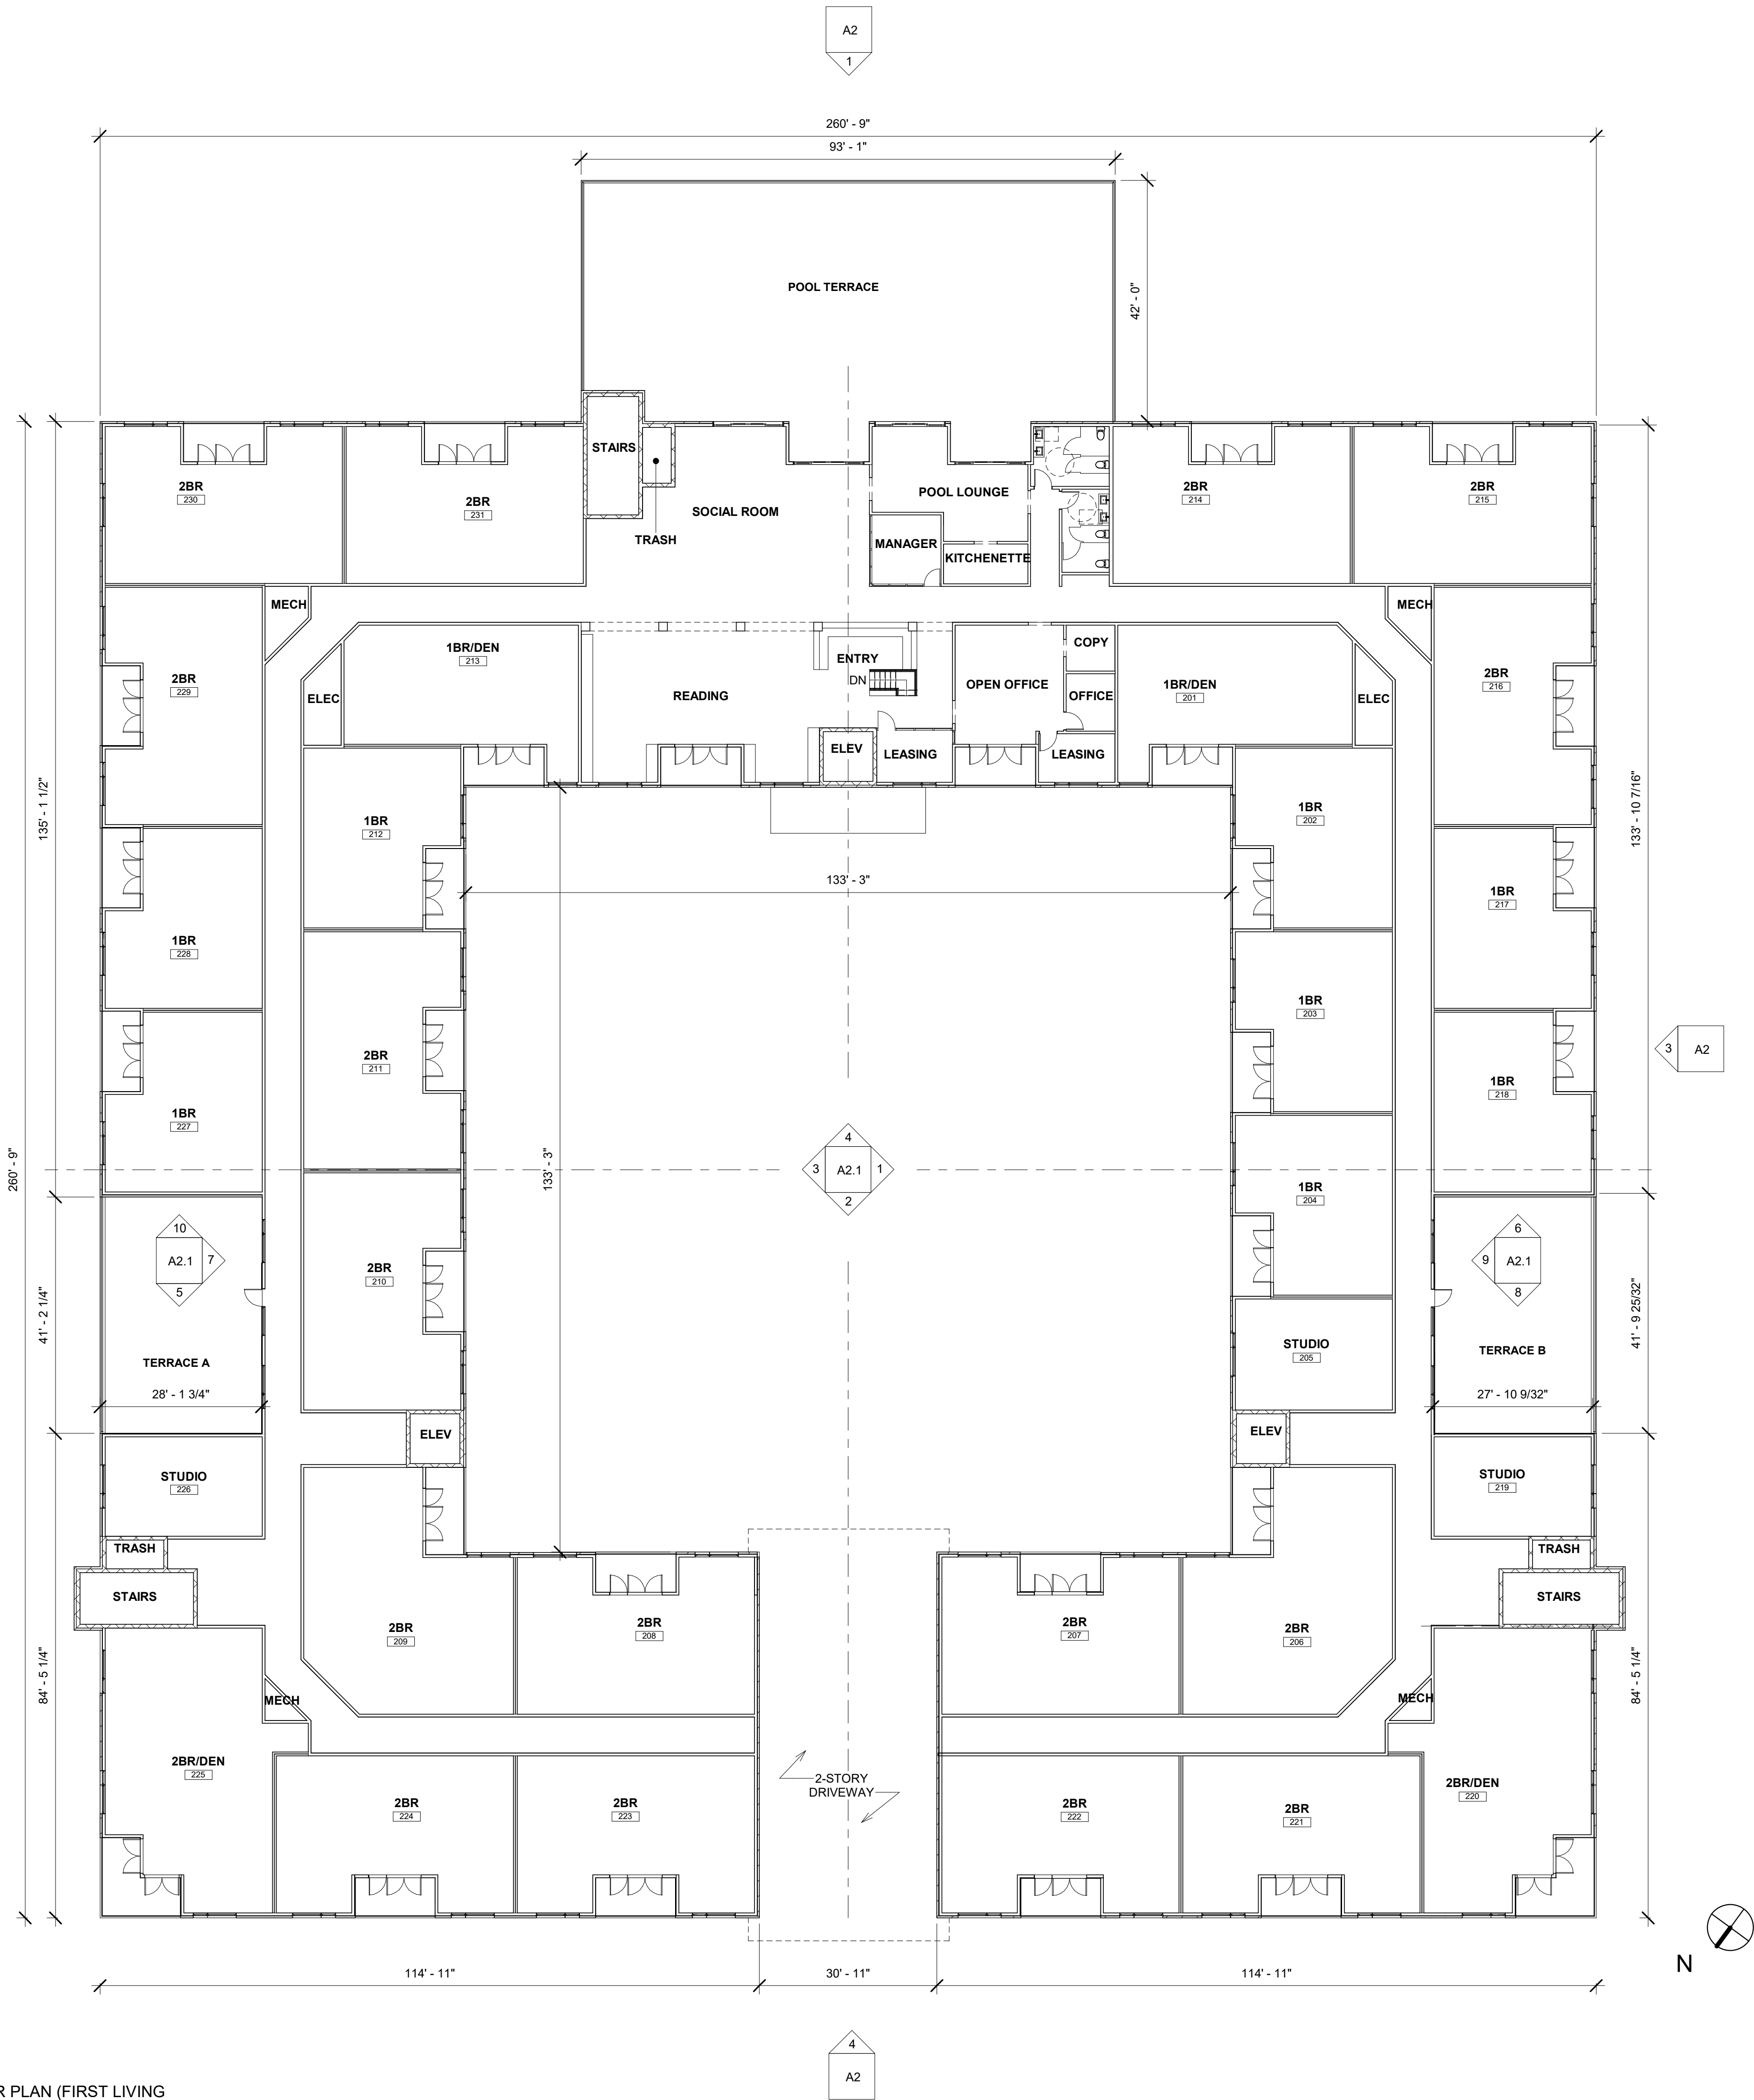 A2
1
260' - 9"
93' - 1"
POOL TERRACE
42' - 0"
STAIRS
2BR
230
2BR
231
SOCIAL ROOM
TRASH
POOL LOUNGE
MANAGER
KITCHENETTE
2BR
214
2BR
215
MECH
MECH
1BR/DEN
213
ENTRY
DN
READING
COPY
OPEN OFFICE
OFFICE
1BR/DEN
201
ELEC
ELEC
2BR
229
2BR
216
ELEV
LEASING
LEASING
135' - 1 1/2"
133' - 10 7/16"
1BR
212
1BR
202
133' - 3"
1BR
228
1BR
217
2BR
211
1BR
203
3
A2
1BR
227
1BR
218
260' - 9"
133' - 3"
4
3
A2.1
1
2
1BR
204
10
A2.1
7
5
6
9
A2.1
8
2BR
210
41' - 2 1/4"
41' - 9 25/32"
TERRACE A
28' - 1 3/4"
STUDIO
205
TERRACE B
27' - 10 9/32"
ELEV
ELEV
STUDIO
226
STUDIO
219
TRASH
TRASH
STAIRS
STAIRS
2BR
209
2BR
208
2BR
207
2BR
206
84' - 5 1/4"
84' - 5 1/4"
MECH
MECH
2BR/DEN
225
2-STORY
DRIVEWAY
2BR/DEN
220
2BR
224
2BR
223
2BR
222
2BR
221
N
114' - 11"
30' - 11"
114' - 11"
4
A2
R PLAN (FIRST LIVING